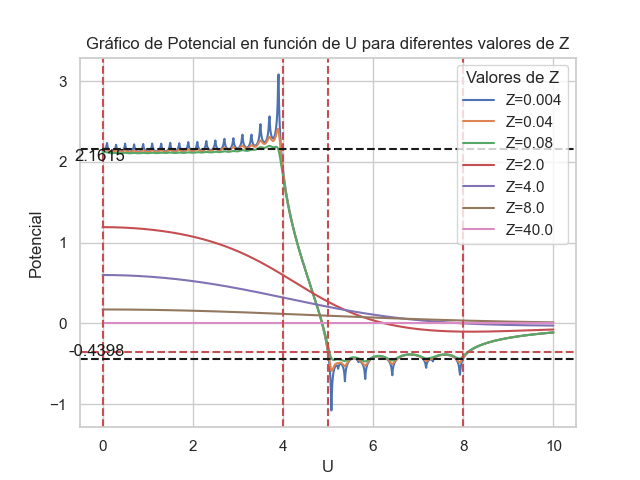 Gráfico de Potencial en función de U para diferentes valores de Z
Valores de Z
Z=0.004
Z=0.04
Z=0.08
Z=2.0
Z=4.0
Z=8.0
Z=40.0
Potencial
3
2
1
0
−1
2.1615
-0.4398
0
2
4
6
8
10
U